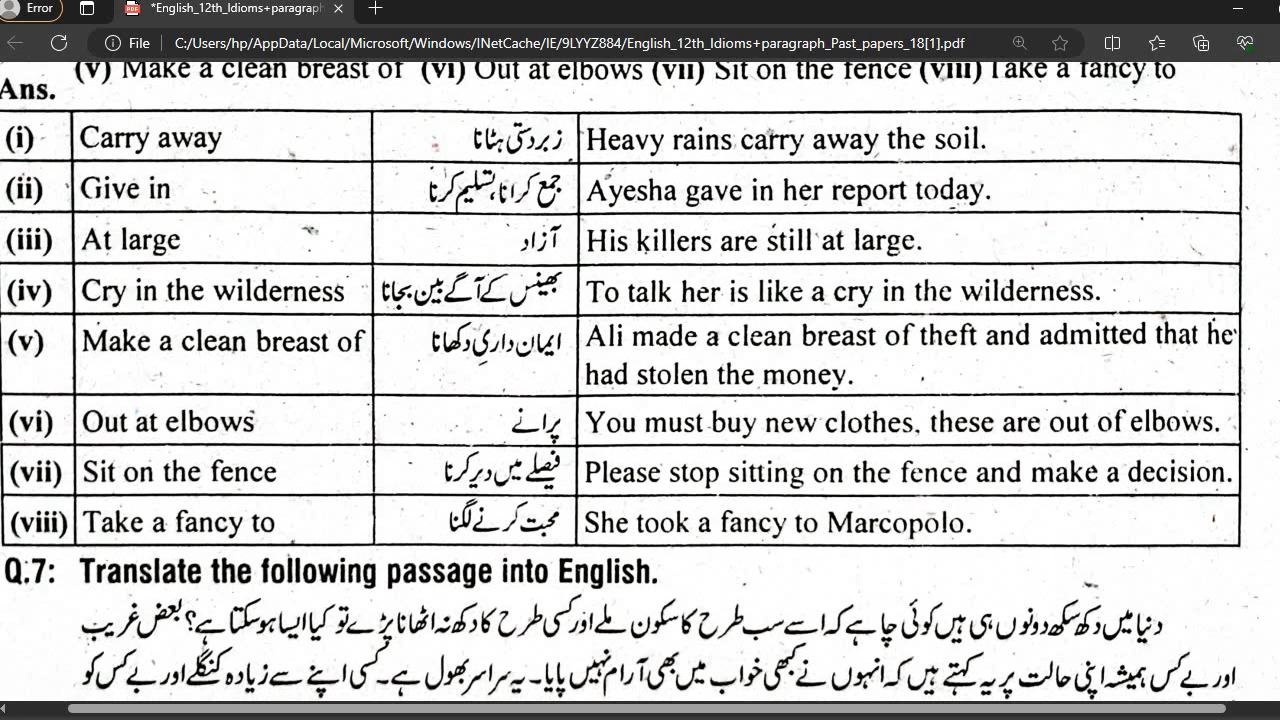 Error
*English_12th_Idioms+paragraph
File
C:/Users/hp/AppData/Local/Microsoft/Windows/INetCache/IE/9LYYZ884/English_12th_Idioms+paragraph_Past_papers_18[1].pdf
(v) Make a clean breast of (vi) Out at elbows (vii) Sit on the fence (viii) Take a fancy to
Ans.
(i) Carry away زبردستی ہٹانا Heavy rains carry away the soil.
(ii) Give in جمع کرانا، تسلیم کرنا Ayesha gave in her report today.
(iii) At large آزاد His killers are still at large.
(iv) Cry in the wilderness بھینس کے آگے بین بجانا To talk her is like a cry in the wilderness.
(v) Make a clean breast of ایمان داری دکھانا Ali made a clean breast of theft and admitted that he
had stolen the money.
(vi) Out at elbows پرانے You must buy new clothes, these are out of elbows.
(vii) Sit on the fence فیصلے میں دیر کرنا Please stop sitting on the fence and make a decision.
(viii) Take a fancy to محبت کرنے لگنا She took a fancy to Marcopolo.
Q.7: Translate the following passage into English.
دنیا میں دکھ سکھ دونوں ہی ہیں کوئی چاہے کہ اسے سب طرح کا سکون ملے اور کسی طرح کا دکھ نہ اٹھانا پڑے تو کیا ایسا ہو سکتا ہے؟ بعض غریب
اور بے کس ہمیشہ اپنی حالت پر یہ کہتے ہیں کہ انہوں نے کبھی خواب میں بھی آرام نہیں پایا۔ یہ سراسر بھول ہے۔ کسی اپنے سے زیادہ کنگلے اور بے کس کو